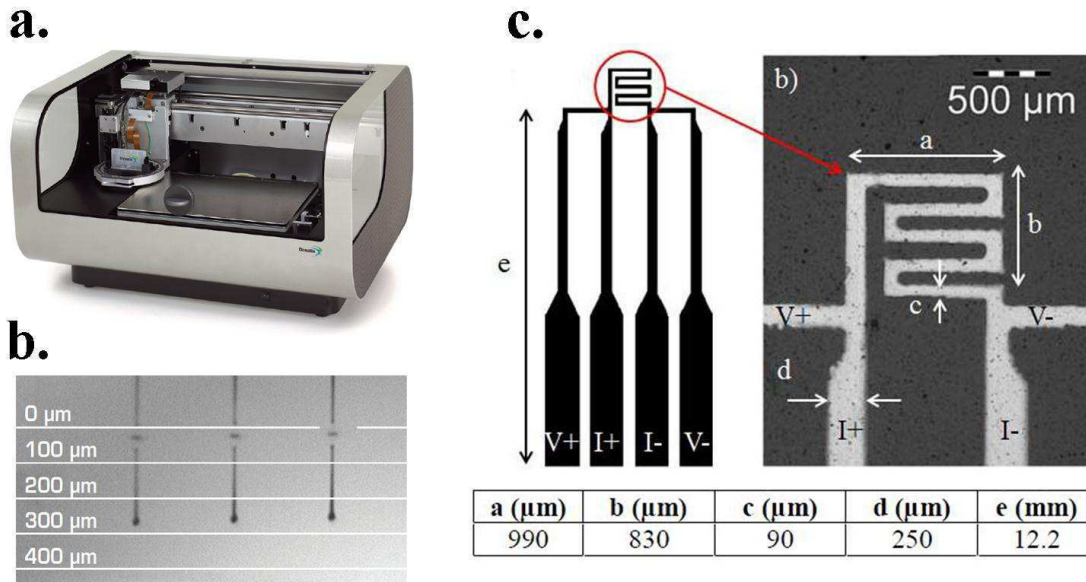 a.
b.
0 µm
100 µm
200 µm
300 µm
400 µm
c.
e
V+ I+ I- V-
b)
500 µm
a
b
c
V+ V-
d
I+ I-
a (µm) b (µm) c (µm) d (µm) e (mm)
990 830 90 250 12.2